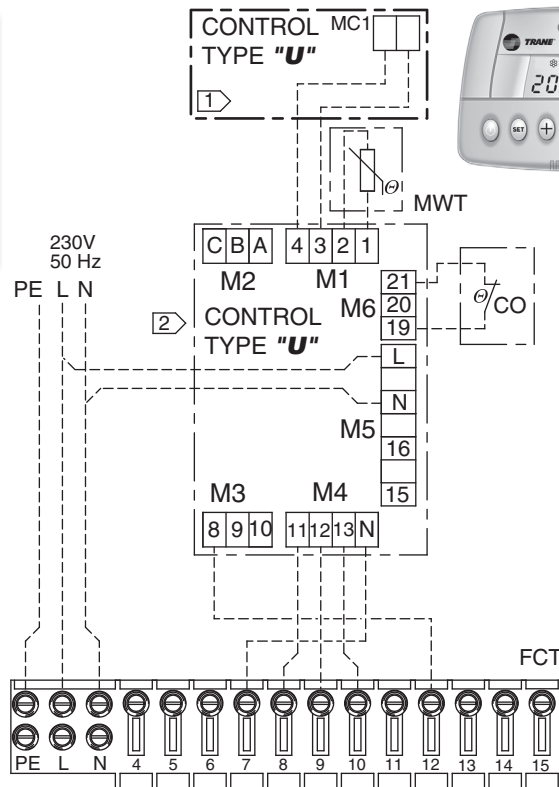 CONTROL MC1
TYPE "U"
1
TRANE
20
SET +
MWT
Θ
230V
50 Hz
PE L N
C B A 4 3 2 1
M2 M1
21
M6 20
19
Θ CO
2 CONTROL
TYPE "U"
L
N
M5
16
15
M3 M4
8 9 10 11 12 13 N
FCT
PE L N 4 5 6 7 8 9 10 11 12 13 14 15